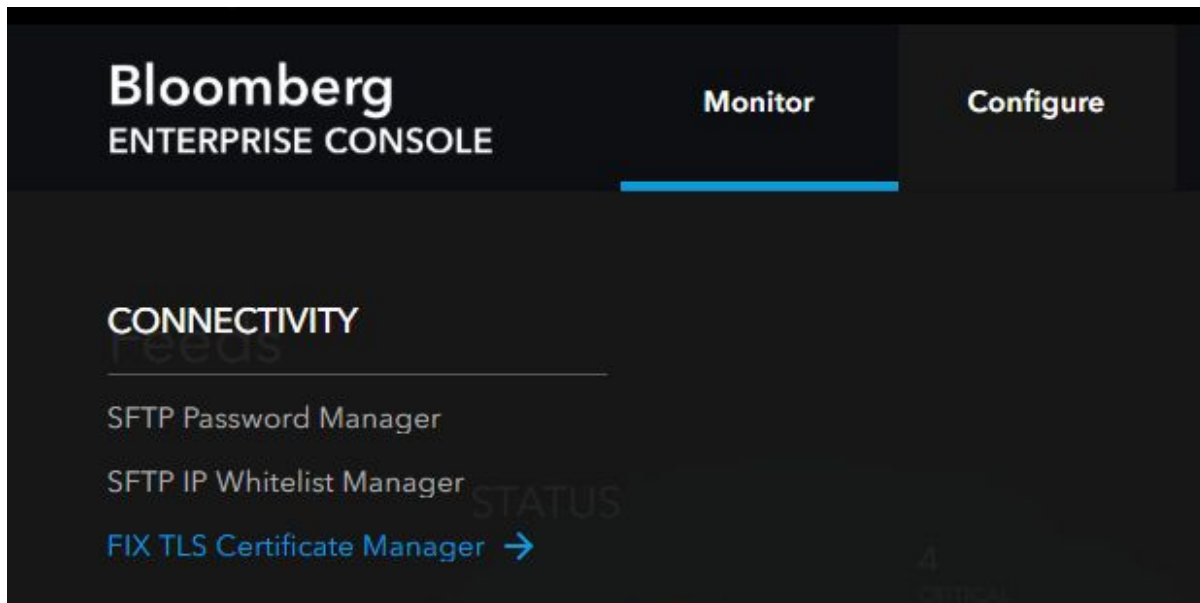 Bloomberg
ENTERPRISE CONSOLE
Monitor
Configure
CONNECTIVITY
Feeds
SFTP Password Manager
SFTP IP Whitelist Manager
STATUS
FIX TLS Certificate Manager →
4
CRITICAL